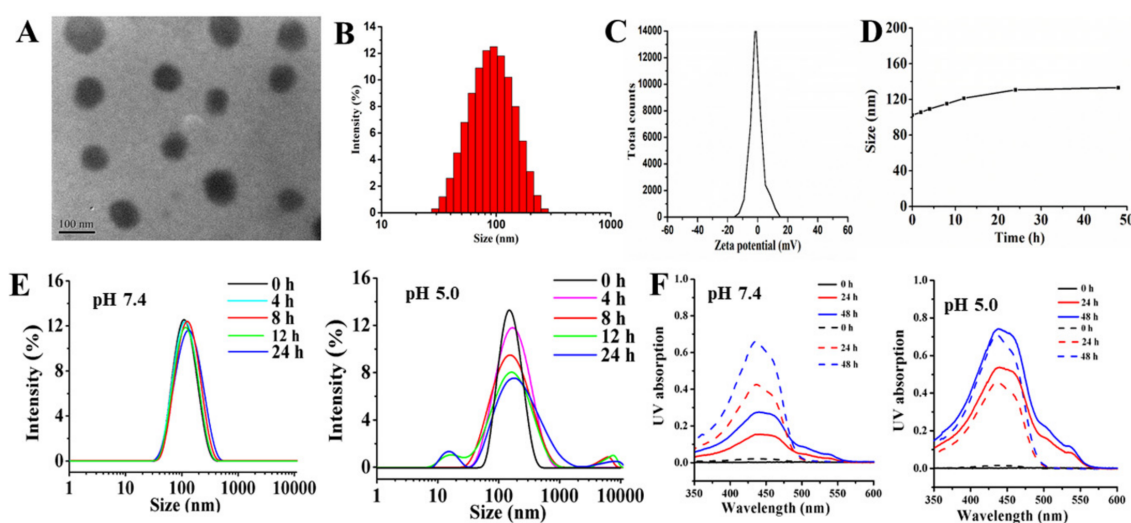 A
100 nm
B
Intensity (%)
14
12
10
8
6
4
2
0
10 100 1000
Size (nm)
C
Total counts
14000
12000
10000
8000
6000
4000
2000
0
-60 -40 -20 0 20 40 60
Zeta potential (mV)
D
Size (nm)
200
160
120
80
40
0
0 10 20 30 40 50
Time (h)
E
pH 7.4
Intensity (%)
16
12
8
4
0
0 h
4 h
8 h
12 h
24 h
1 10 100 1000 10000
Size (nm)
pH 5.0
Intensity (%)
16
12
8
4
0
0 h
4 h
8 h
12 h
24 h
1 10 100 1000 10000
Size (nm)
F
pH 7.4
UV absorption
1.0
0.8
0.6
0.4
0.2
0.0
0 h
24 h
48 h
0 h
24 h
48 h
350 400 450 500 550 600
Wavelength (nm)
pH 5.0
UV absorption
1.0
0.8
0.6
0.4
0.2
0.0
0 h
24 h
48 h
0 h
24 h
48 h
350 400 450 500 550 600
Wavelength (nm)